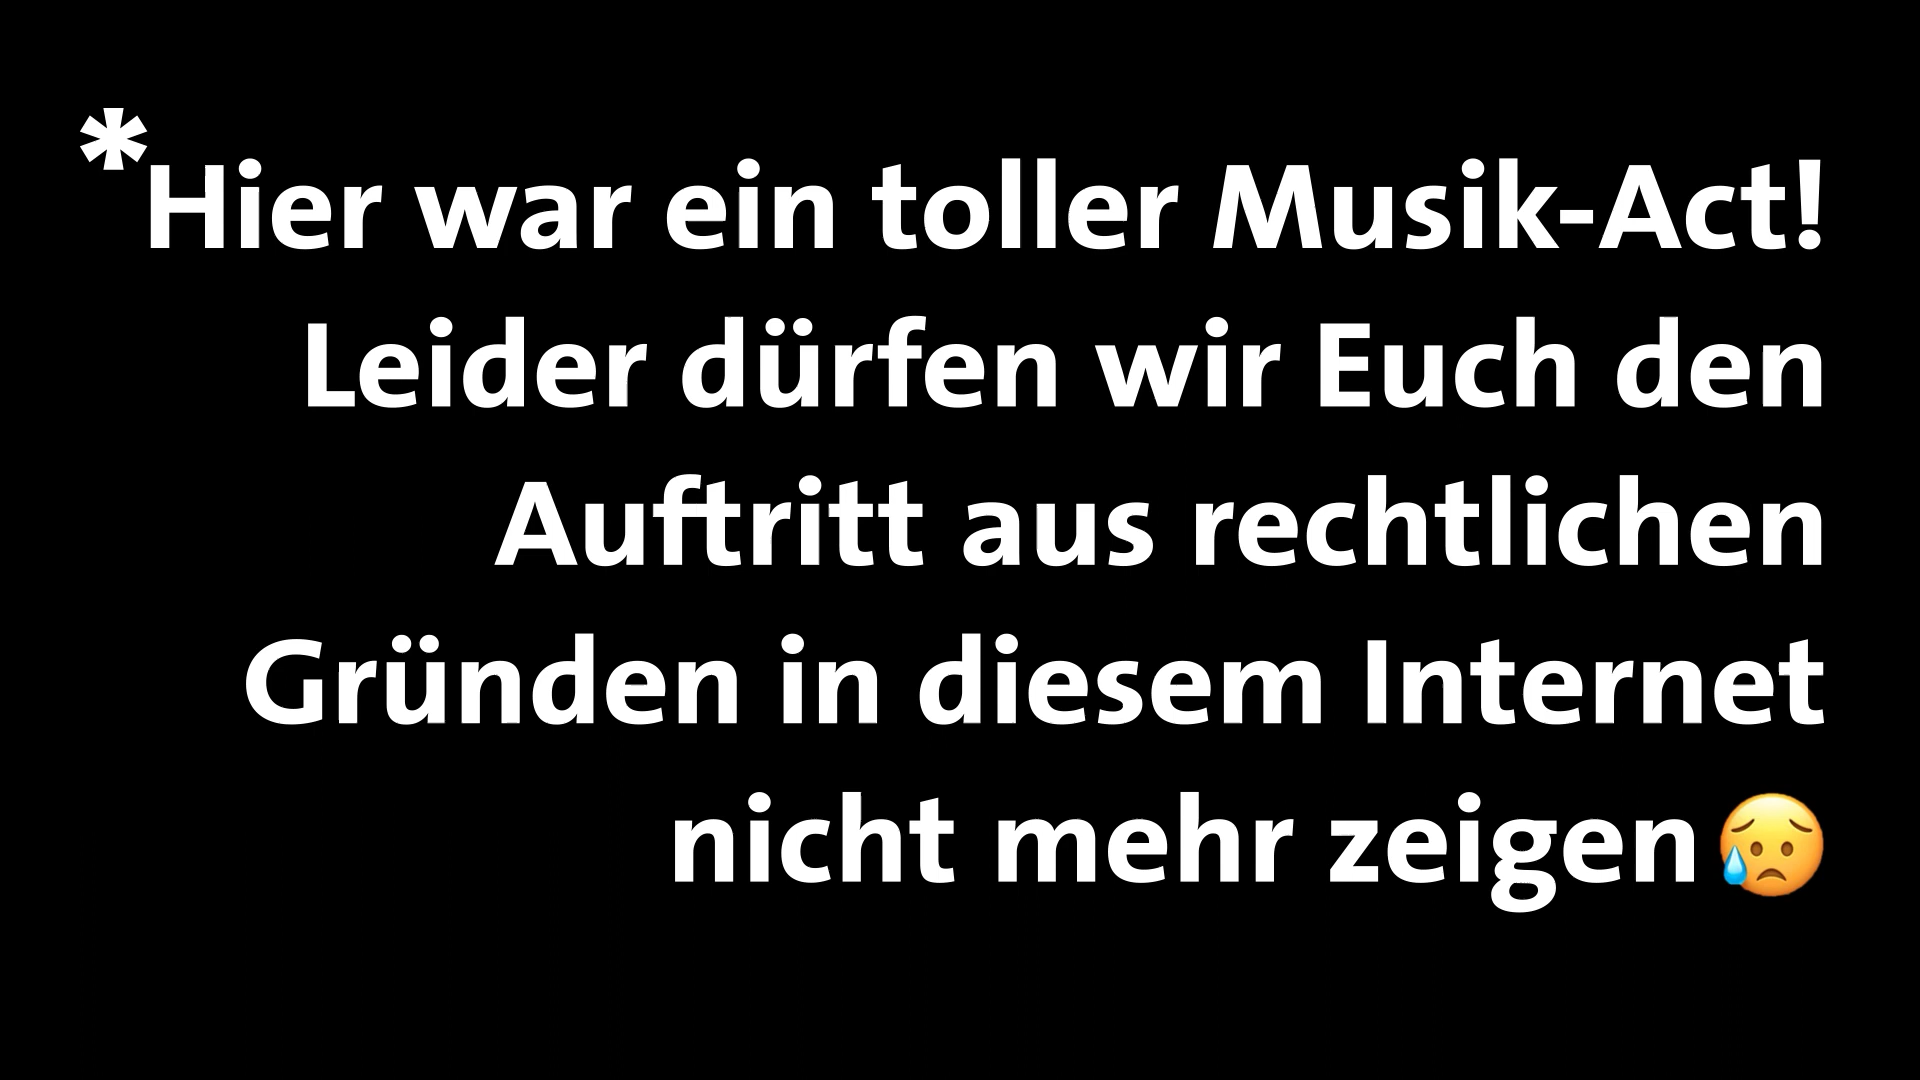 *Hier war ein toller Musik-Act!
Leider dürfen wir Euch den
Auftritt aus rechtlichen
Gründen in diesem Internet
nicht mehr zeigen😥